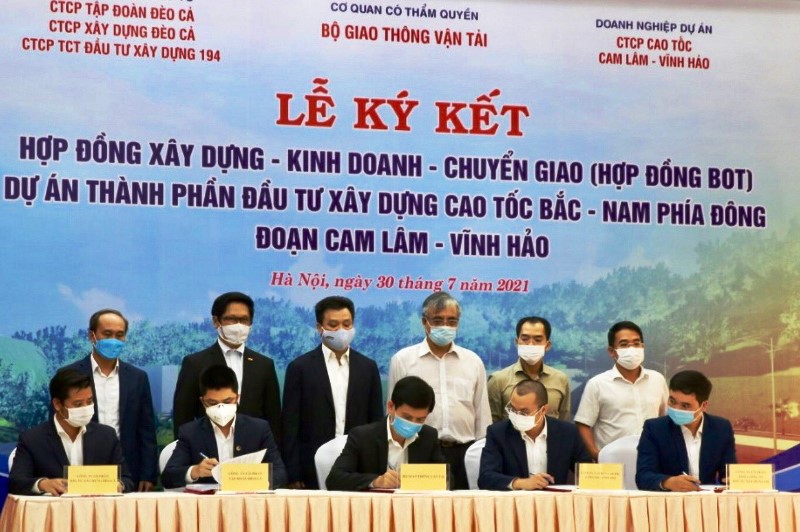 CTCP TẬP ĐOÀN ĐÈO CẢ
CTCP XÂY DỰNG ĐÈO CẢ
CTCP TCT ĐẦU TƯ XÂY DỰNG 194
CƠ QUAN CÓ THẨM QUYỀN
BỘ GIAO THÔNG VẬN TẢI
DOANH NGHIỆP DỰ ÁN
CTCP CAO TỐC
CAM LÂM - VĨNH HẢO
LỄ KÝ KẾT
HỢP ĐỒNG XÂY DỰNG - KINH DOANH - CHUYỂN GIAO (HỢP ĐỒNG BOT)
DỰ ÁN THÀNH PHẦN ĐẦU TƯ XÂY DỰNG CAO TỐC BẮC - NAM PHÍA ĐÔNG
ĐOẠN CAM LÂM - VĨNH HẢO
Hà Nội, ngày 30 tháng 7 năm 2021